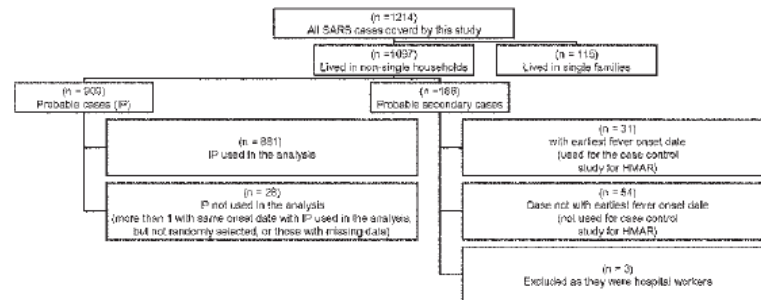 (n =1214)
All SARS cases coverd by this study
(n =1097)
Lived in non-single households
(n = 115)
Lived in single families
(n = 909)
Probable cases (IP)
(n =188)
Probable secondary cases
(n = 881)
IP used in the analysis
(n = 28)
IP not used in the analysis
(more than 1 with same onset date with IP used in the analysis,
but not randomly selected, or those with missing data)
(n = 31)
with earliest fever onset date
(used for the case control
study for HMAR)
(n = 54)
Case not with earliest fever onset date
(not used for case control
study for HMAR)
(n = 3)
Excluded as they were hospital workers